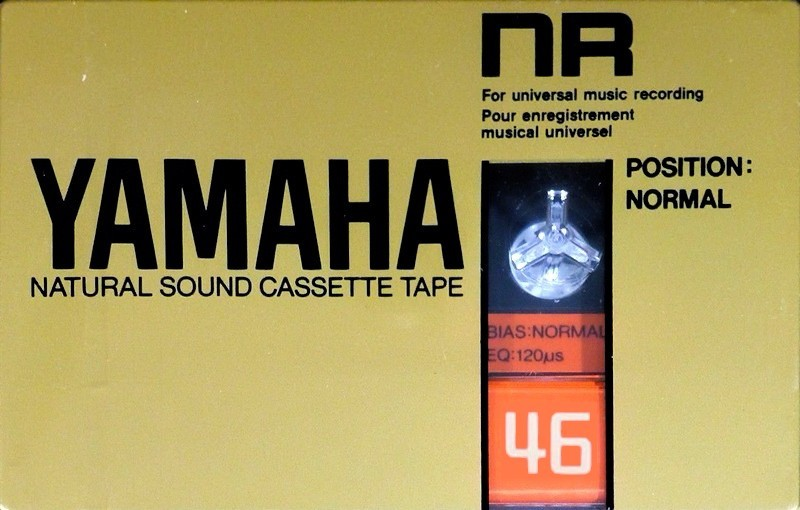 NR
For universal music recording
Pour enregistrement
musical universel
YAMAHA
NATURAL SOUND CASSETTE TAPE
POSITION:
NORMAL
BIAS:NORMAL
EQ:120µs
46